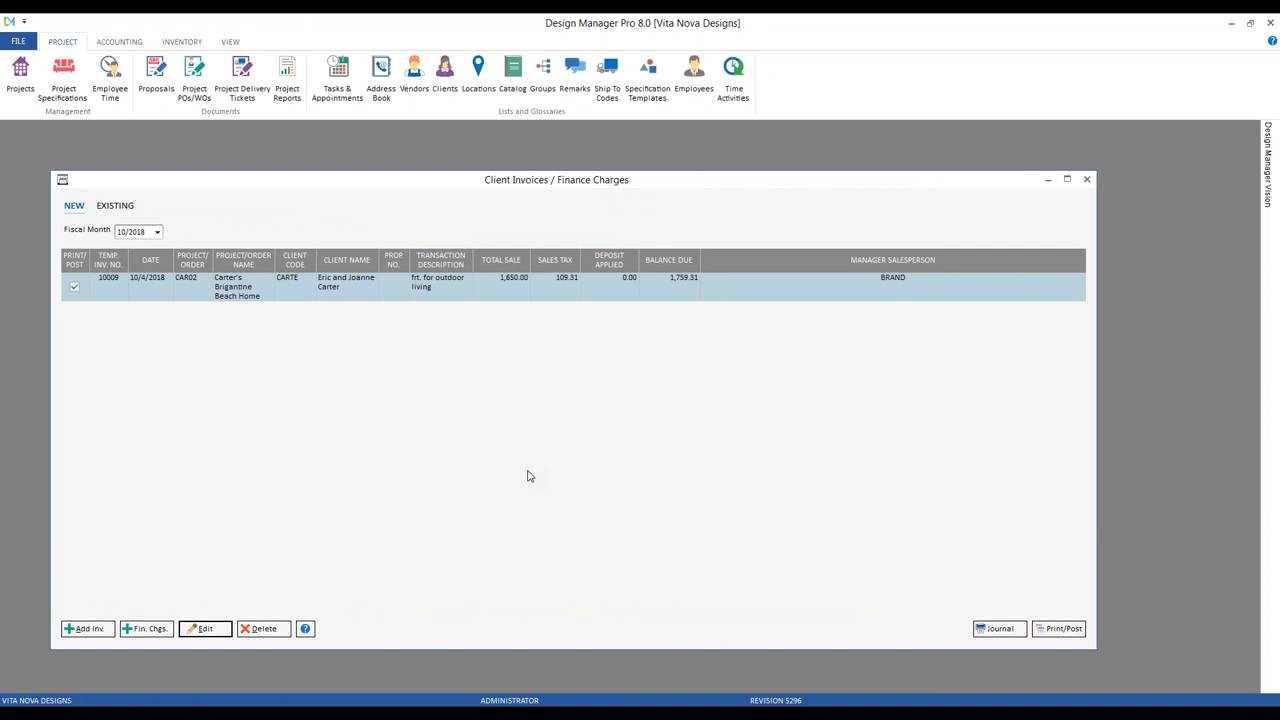 Design Manager Pro 8.0 [Vita Nova Designs]
FILE PROJECT ACCOUNTING INVENTORY VIEW
Projects
Project Specifications
Employee Time
Proposals
Project POs/WOs
Project Delivery Tickets
Project Reports
Tasks & Appointments
Address Book
Vendors
Clients
Locations
Catalog
Groups
Remarks
Ship To Codes
Specification Templates
Employees
Time Activities
Management
Documents
Lists and Glossaries
Design Manager Vision
Client Invoices / Finance Charges
NEW EXISTING
Fiscal Month 10/2018
PRINT/ POST
TEMP. INV. NO.
DATE
PROJECT/ ORDER
PROJECT/ORDER NAME
CLIENT CODE
CLIENT NAME
PROP. NO.
TRANSACTION DESCRIPTION
TOTAL SALE
SALES TAX
DEPOSIT APPLIED
BALANCE DUE
MANAGER SALESPERSON
10009
10/4/2018
CAR02
Carter's
Brigantine
Beach Home
CARTE
Eric and Joanne
Carter
frt. for outdoor
living
1,650.00
109.31
0.00
1,759.31
BRAND
Add Inv. Fin. Chgs. Edit Delete ? Journal Print/Post
VITA NOVA DESIGNS ADMINISTRATOR REVISION 5296